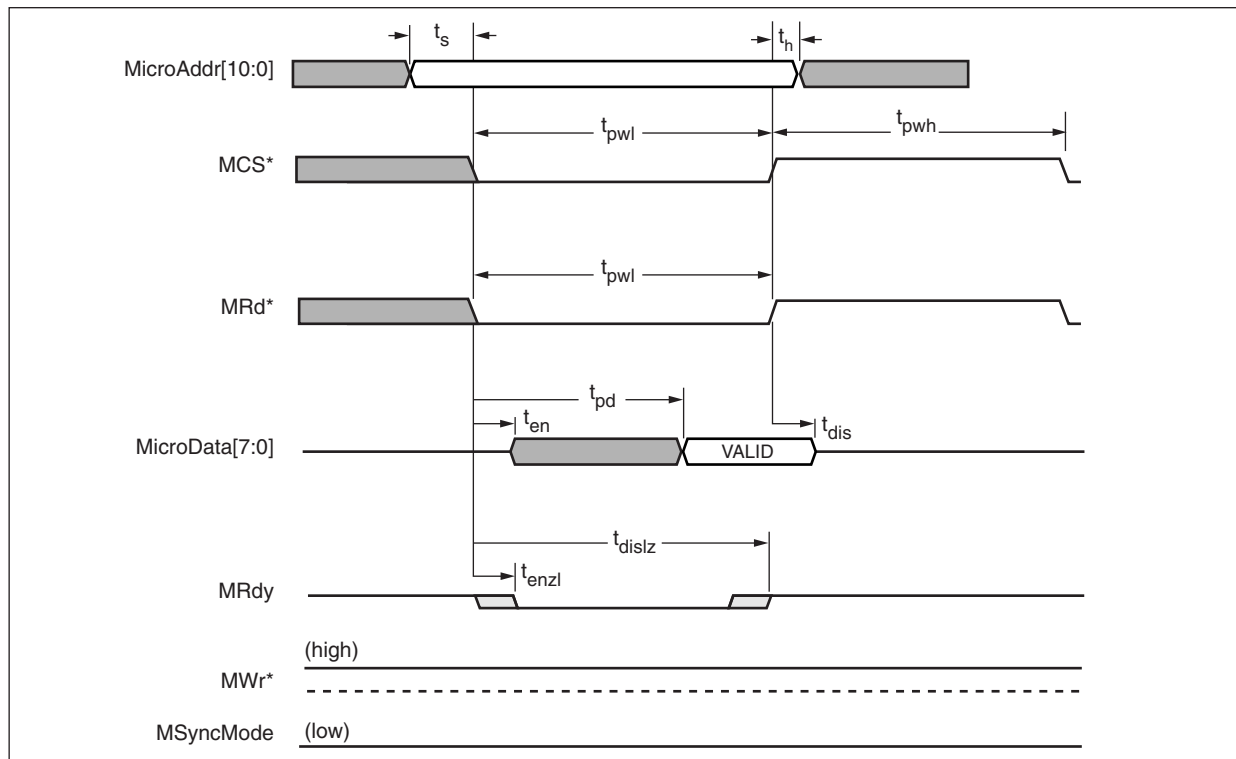 t_s
t_h
MicroAddr[10:0]
t_pwl
t_pwh
MCS*
t_pwl
MRd*
t_pd
t_en
t_dis
MicroData[7:0]
VALID
t_dislz
t_enzl
MRdy
(high)
MWr*
MSyncMode
(low)